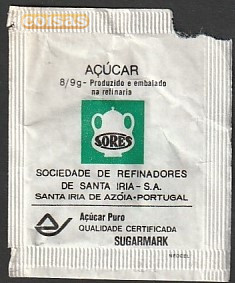 coisas
AÇÚCAR
8/9g - Produzido e embalado
na refinaria
SORES
SOCIEDADE DE REFINADORES
DE SANTA IRIA - S.A.
SANTA IRIA DE AZÓIA - PORTUGAL
Açúcar Puro
QUALIDADE CERTIFICADA
SUGARMARK